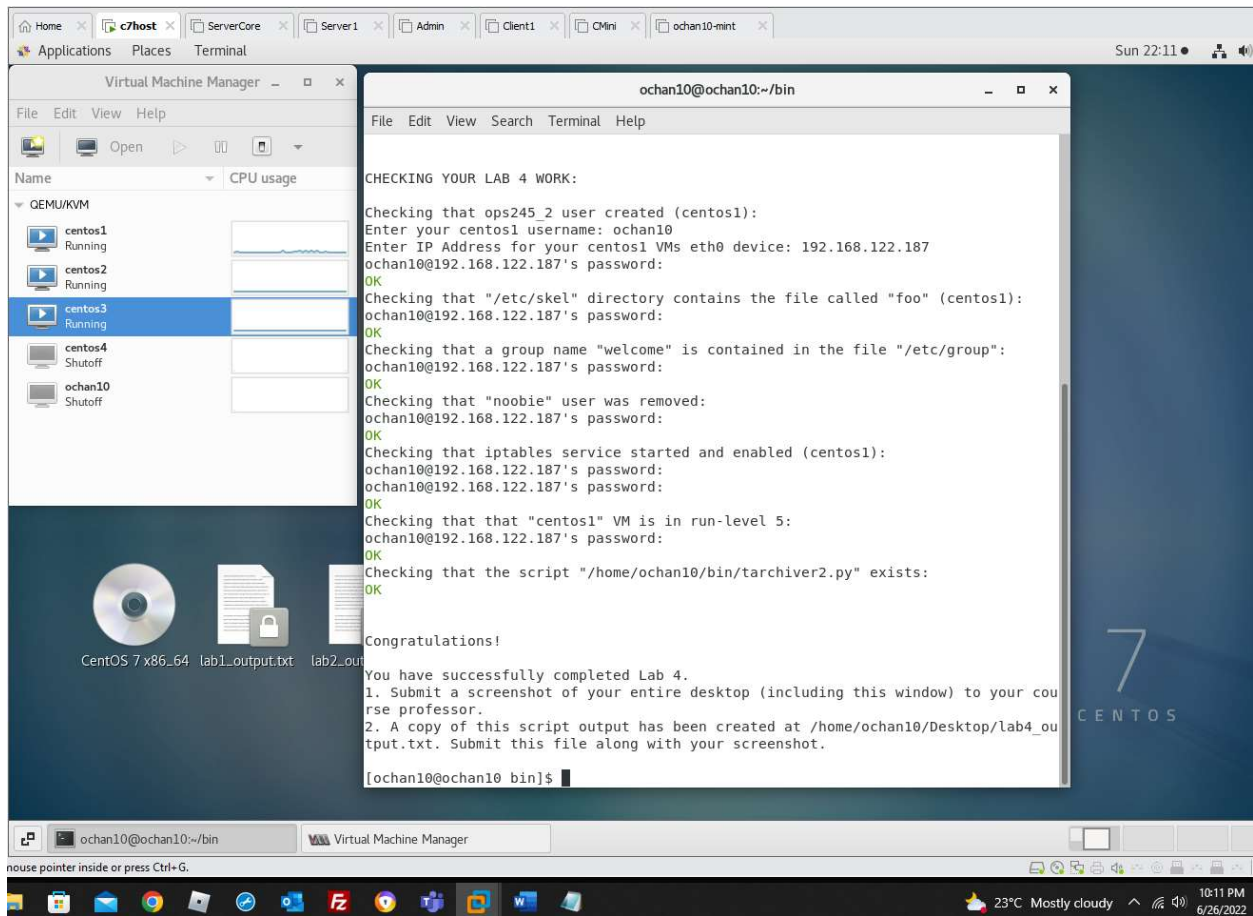 Home
c7host
ServerCore
Server1
Admin
Client1
CMini
ochan10-mint
Applications Places Terminal
Sun 22:11
Virtual Machine Manager
File Edit View Help
Open
Name
CPU usage
QEMU/KVM
centos1
Running
centos2
Running
centos3
Running
centos4
Shutoff
ochan10
Shutoff
CentOS 7 x86_64
lab1_output.txt
lab2_out
ochan10@ochan10:~/bin
File Edit View Search Terminal Help
CHECKING YOUR LAB 4 WORK:
Checking that ops245_2 user created (centos1):
Enter your centos1 username: ochan10
Enter IP Address for your centos1 VMs eth0 device: 192.168.122.187
ochan10@192.168.122.187's password:
OK
Checking that "/etc/skel" directory contains the file called "foo" (centos1):
ochan10@192.168.122.187's password:
OK
Checking that a group name "welcome" is contained in the file "/etc/group":
ochan10@192.168.122.187's password:
OK
Checking that "noobie" user was removed:
ochan10@192.168.122.187's password:
OK
Checking that iptables service started and enabled (centos1):
ochan10@192.168.122.187's password:
ochan10@192.168.122.187's password:
OK
Checking that that "centos1" VM is in run-level 5:
ochan10@192.168.122.187's password:
OK
Checking that the script "/home/ochan10/bin/tarchiver2.py" exists:
OK
Congratulations!
You have successfully completed Lab 4.
1. Submit a screenshot of your entire desktop (including this window) to your cou
rse professor.
2. A copy of this script output has been created at /home/ochan10/Desktop/lab4_ou
tput.txt. Submit this file along with your screenshot.
[ochan10@ochan10 bin]$
7
CENTOS
ochan10@ochan10:~/bin
Virtual Machine Manager
mouse pointer inside or press Ctrl+G.
23°C Mostly cloudy
10:11 PM
6/26/2022